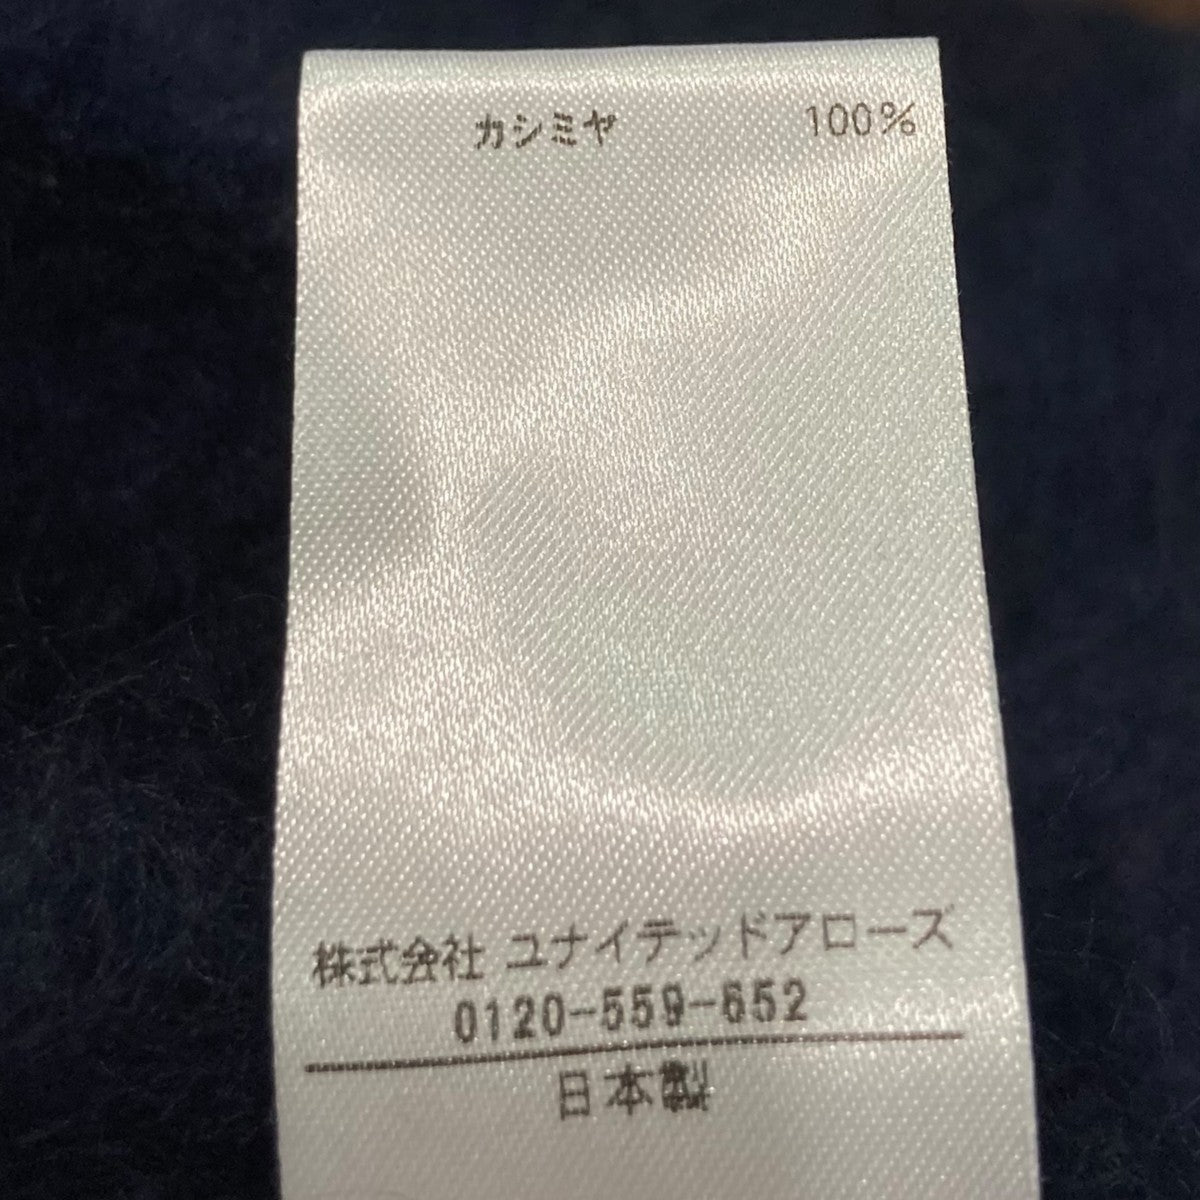 カシミヤ 100%
株式会社 ユナイテッドアローズ
0120-559-652
日本製